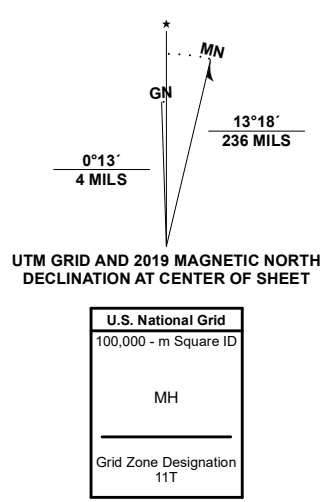 ★
MN
GN
13°18´
236 MILS
0°13´
4 MILS
UTM GRID AND 2019 MAGNETIC NORTH
DECLINATION AT CENTER OF SHEET
U.S. National Grid
100,000 - m Square ID
MH
Grid Zone Designation
11T